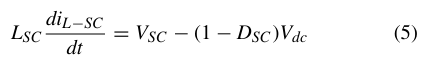 L_{SC} \frac{di_{L-SC}}{dt} = V_{SC} - (1 - D_{SC})V_{dc} (5)